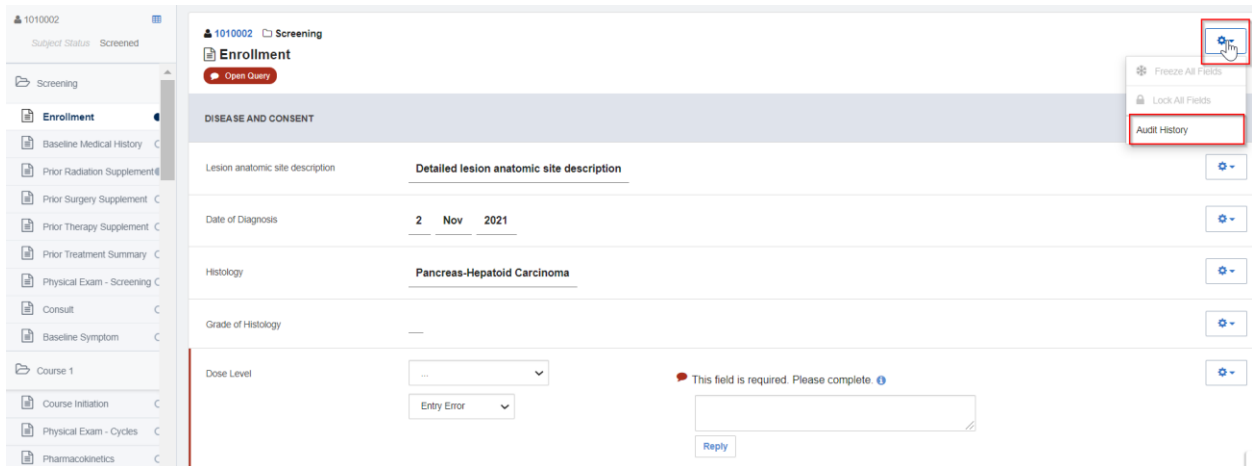 1010002
Subject Status Screened
Screening
Enrollment
Baseline Medical History
Prior Radiation Supplement
Prior Surgery Supplement
Prior Therapy Supplement
Prior Treatment Summary
Physical Exam - Screening
Consult
Baseline Symptom
Course 1
Course Initiation
Physical Exam - Cycles
Pharmacokinetics
1010002 Screening
Enrollment
Open Query
Freeze All Fields
Lock All Fields
Audit History
DISEASE AND CONSENT
Lesion anatomic site description Detailed lesion anatomic site description
Date of Diagnosis 2 Nov 2021
Histology Pancreas-Hepatoid Carcinoma
Grade of Histology
Dose Level ... This field is required. Please complete.
Entry Error
Reply